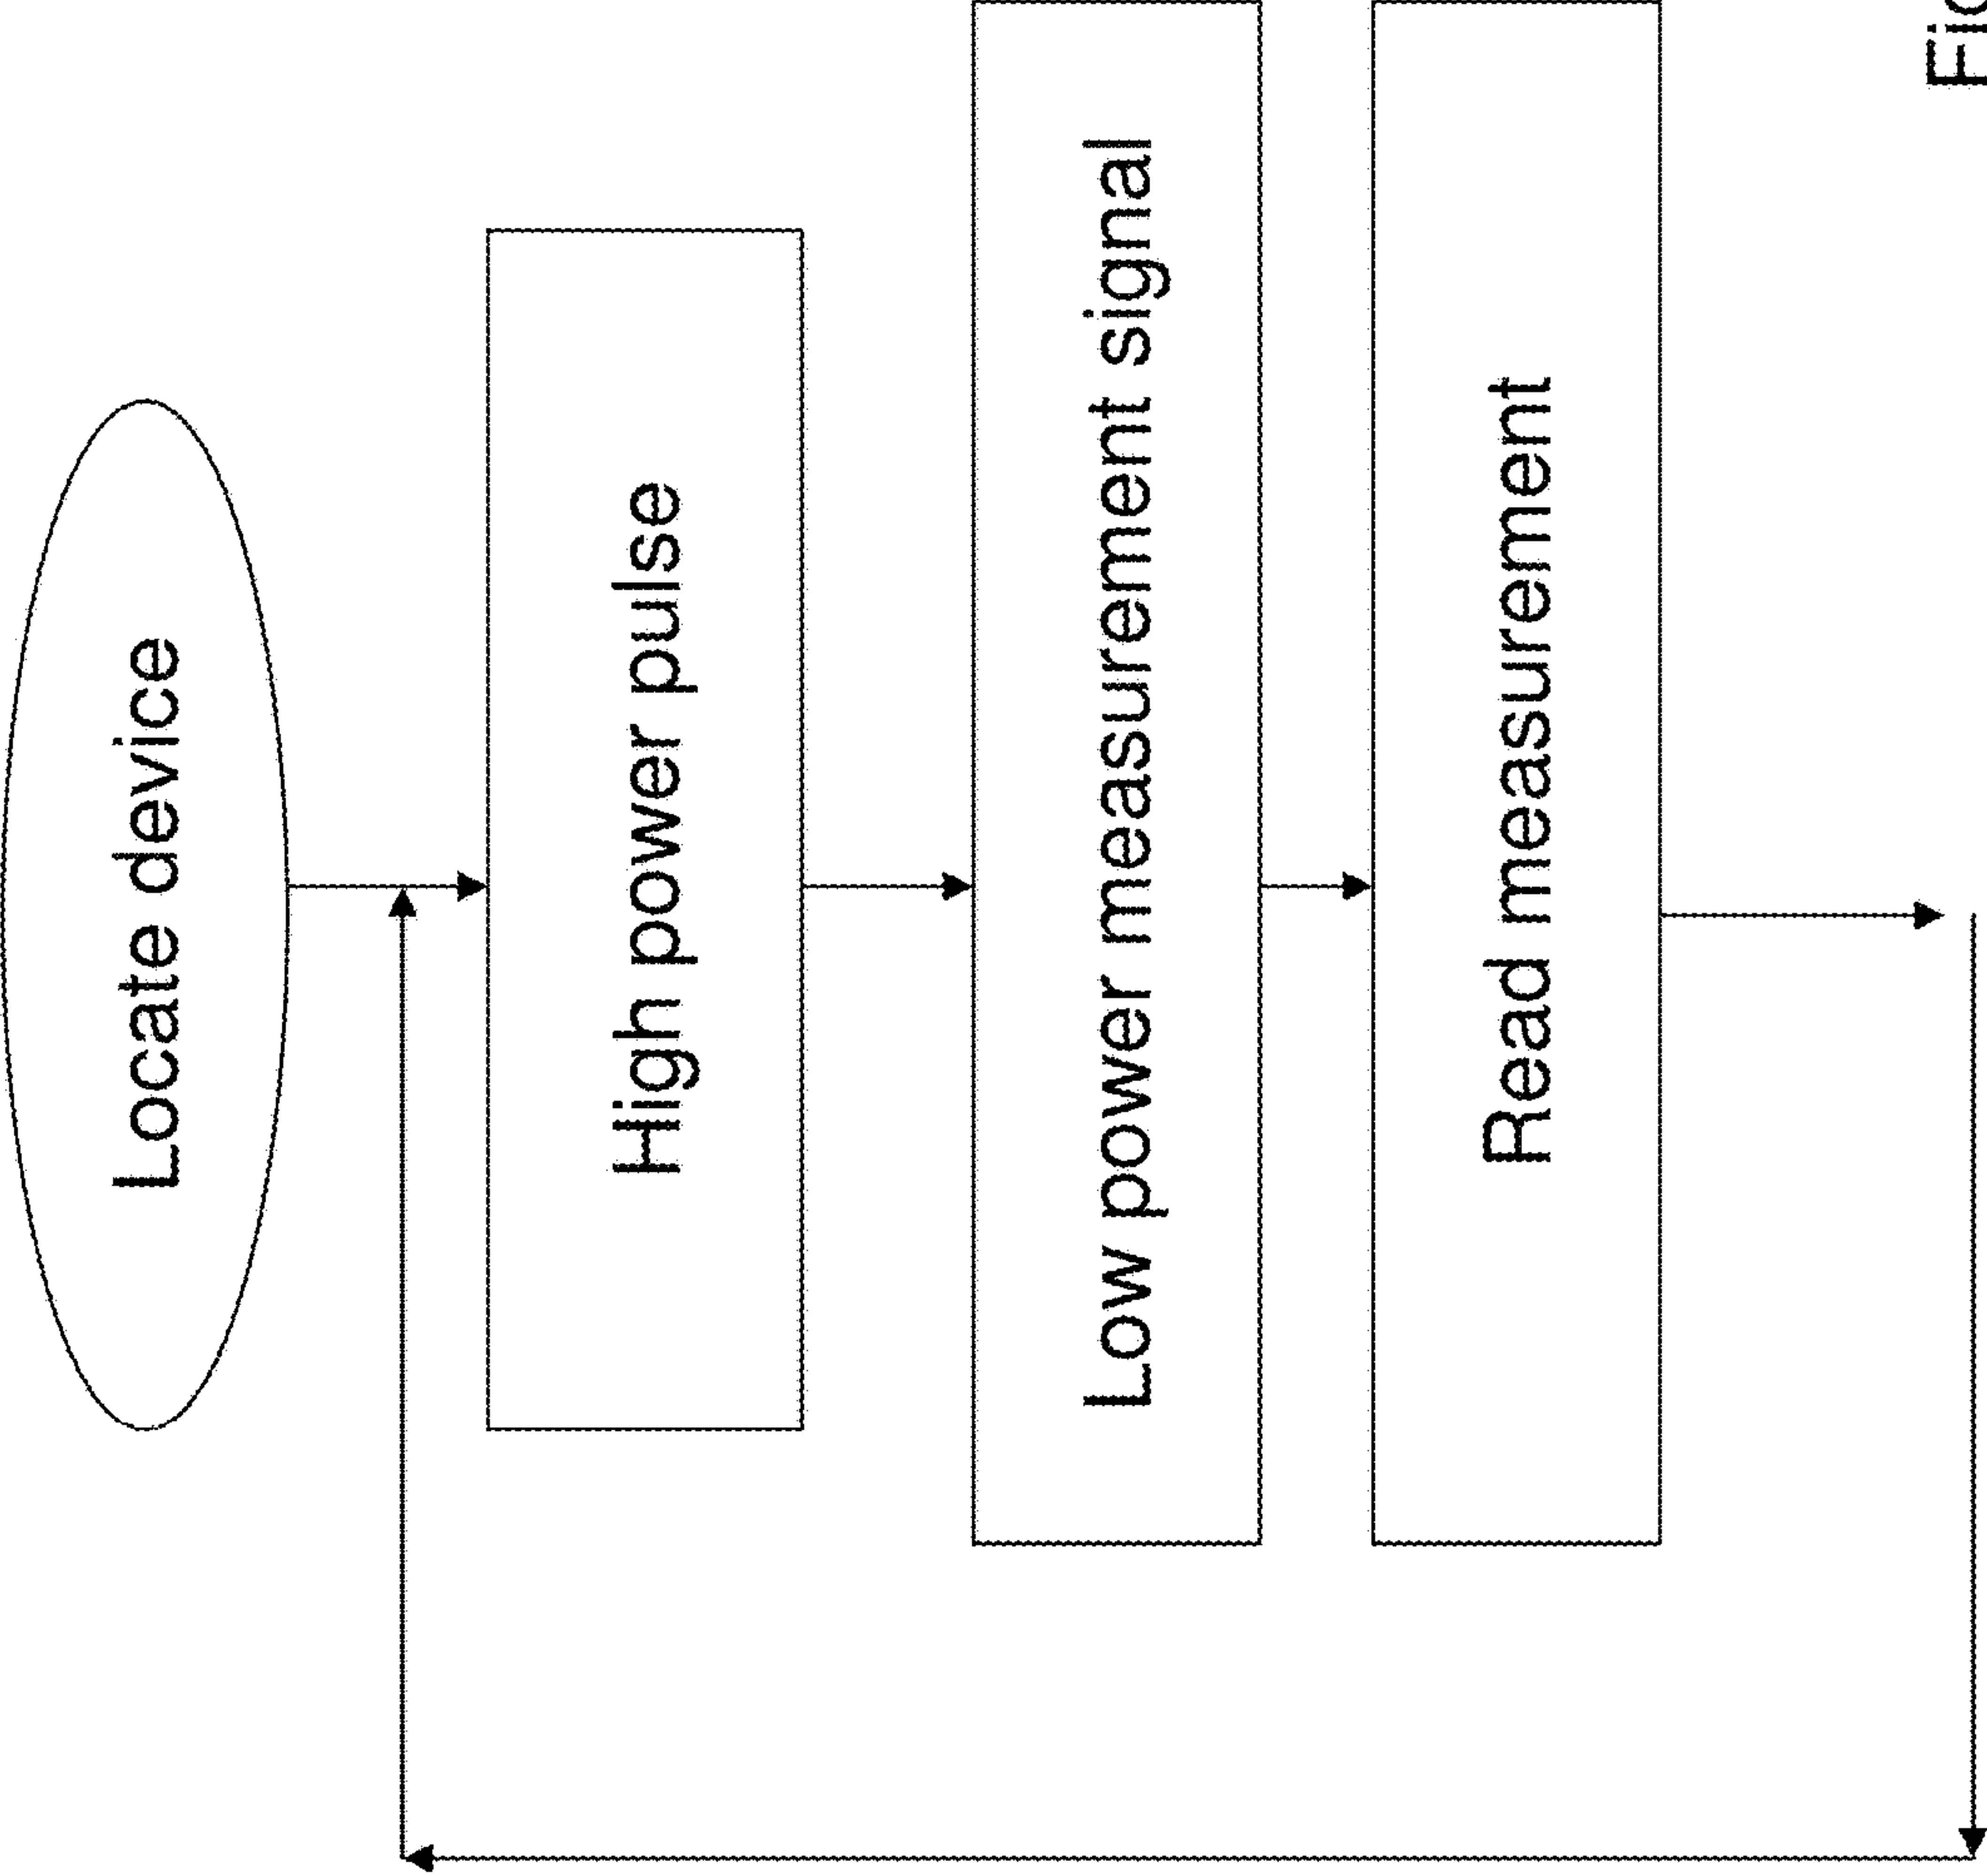 Locate device
High power pulse
Low power measurement signal
Read measurement